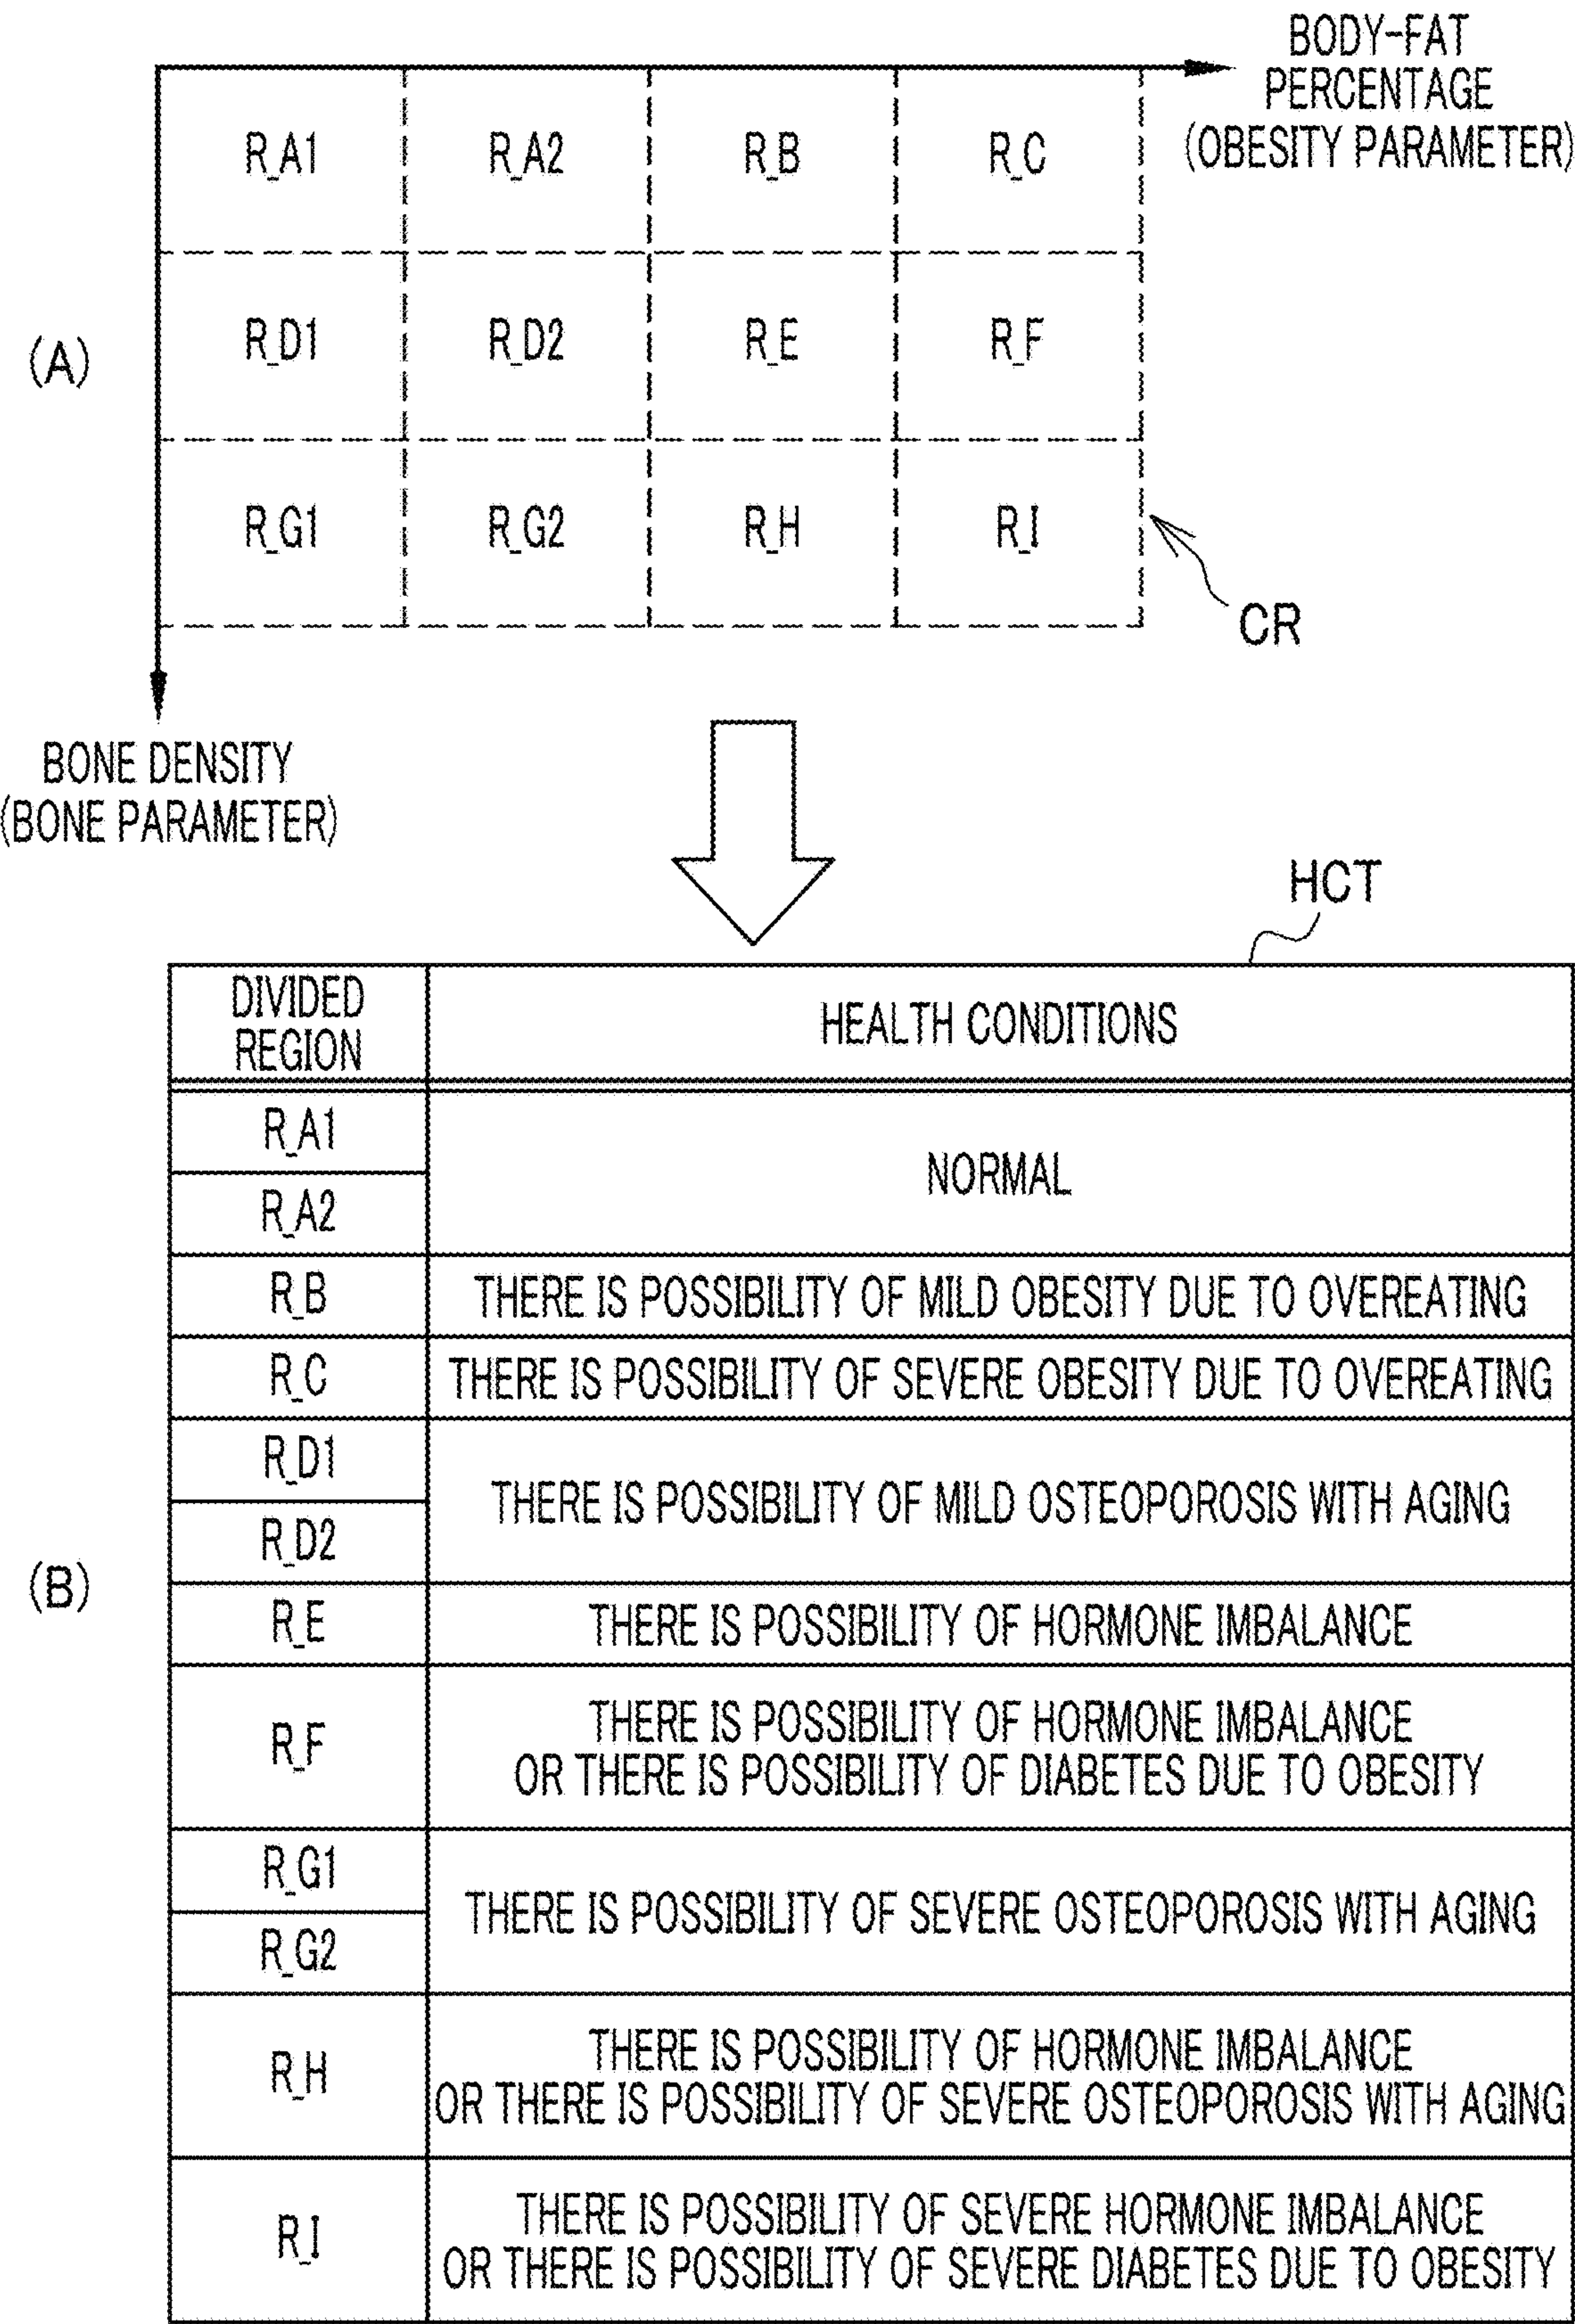 BODY-FAT
PERCENTAGE
(OBESITY PARAMETER)
R_A1 R_A2 R_B R_C
(A)
R_D1 R_D2 R_E R_F
R_G1 R_G2 R_H R_I
CR
BONE DENSITY
(BONE PARAMETER)
HCT
DIVIDED
REGION
HEALTH CONDITIONS
R_A1
NORMAL
R_A2
R_B THERE IS POSSIBILITY OF MILD OBESITY DUE TO OVEREATING
R_C THERE IS POSSIBILITY OF SEVERE OBESITY DUE TO OVEREATING
R_D1
THERE IS POSSIBILITY OF MILD OSTEOPOROSIS WITH AGING
R_D2
(B)
R_E THERE IS POSSIBILITY OF HORMONE IMBALANCE
R_F
THERE IS POSSIBILITY OF HORMONE IMBALANCE
OR THERE IS POSSIBILITY OF DIABETES DUE TO OBESITY
R_G1
THERE IS POSSIBILITY OF SEVERE OSTEOPOROSIS WITH AGING
R_G2
R_H
THERE IS POSSIBILITY OF HORMONE IMBALANCE
OR THERE IS POSSIBILITY OF SEVERE OSTEOPOROSIS WITH AGING
R_I
THERE IS POSSIBILITY OF SEVERE HORMONE IMBALANCE
OR THERE IS POSSIBILITY OF SEVERE DIABETES DUE TO OBESITY